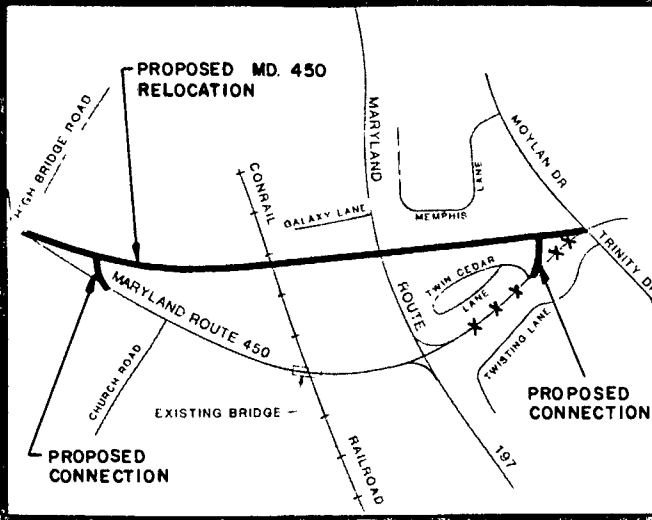 PROPOSED MD. 450
RELOCATION
HIGH BRIDGE ROAD
CONRAIL
MARYLAND
GALAXY LANE
MEMPHIS
LANE
MOYLAN DR
TRINITY
TWIN CEDAR
LANE
ROUTE
MARYLAND ROUTE 450
CHURCH ROAD
TWISTING LANE
EXISTING BRIDGE
PROPOSED
CONNECTION
PROPOSED
CONNECTION
RAILROAD
197